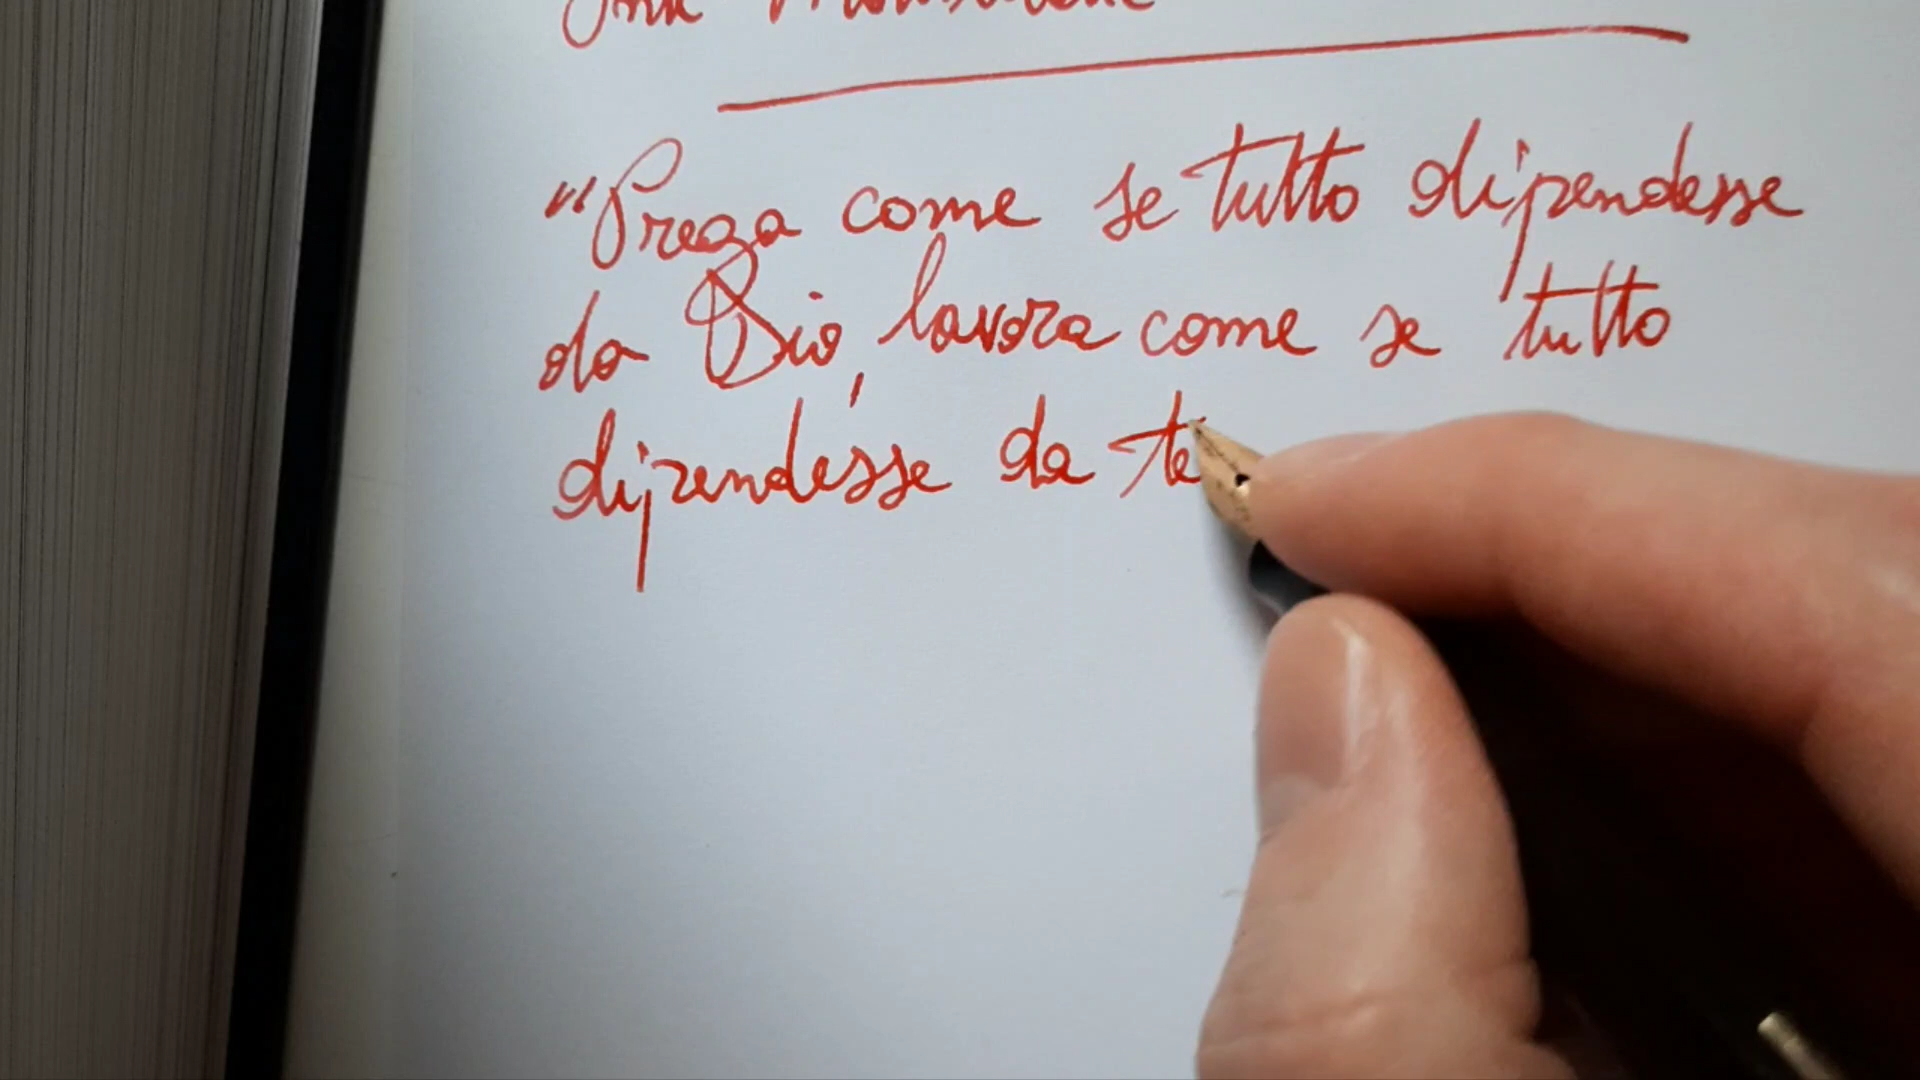 "Prega come se tutto dipendesse
da Dio, lavora come se tutto
dipendesse da te